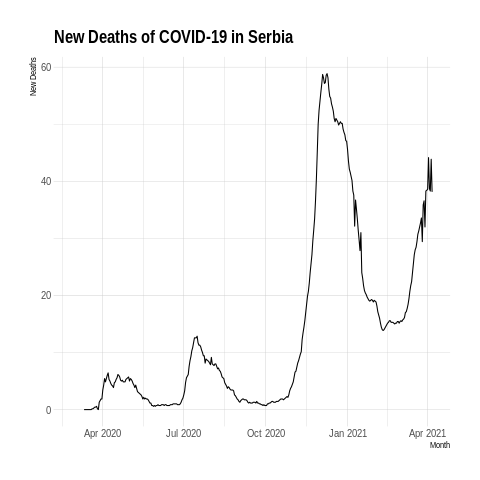 New Deaths of COVID-19 in Serbia
New Deaths
60
40
20
0
Apr 2020 Jul 2020 Oct 2020 Jan 2021 Apr 2021
Month